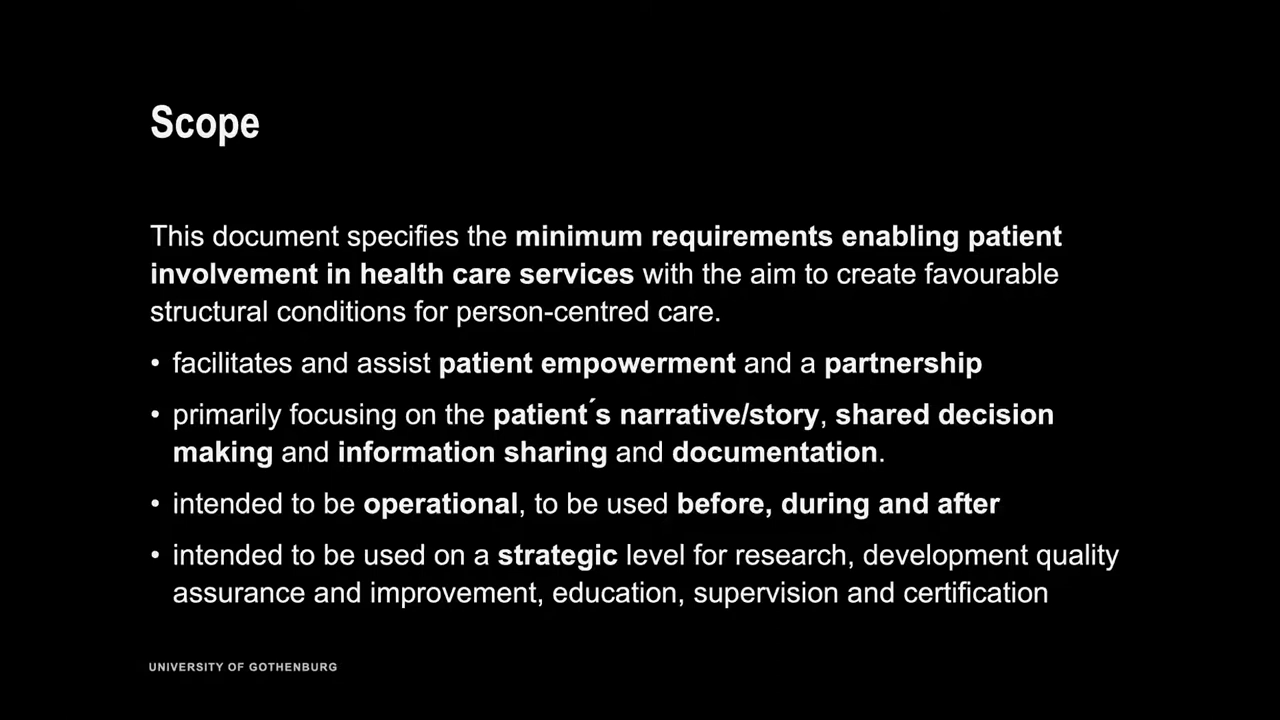 Scope
This document specifies the minimum requirements enabling patient
involvement in health care services with the aim to create favourable
structural conditions for person-centred care.
• facilitates and assist patient empowerment and a partnership
• primarily focusing on the patient´s narrative/story, shared decision
making and information sharing and documentation.
• intended to be operational, to be used before, during and after
• intended to be used on a strategic level for research, development quality
assurance and improvement, education, supervision and certification
UNIVERSITY OF GOTHENBURG